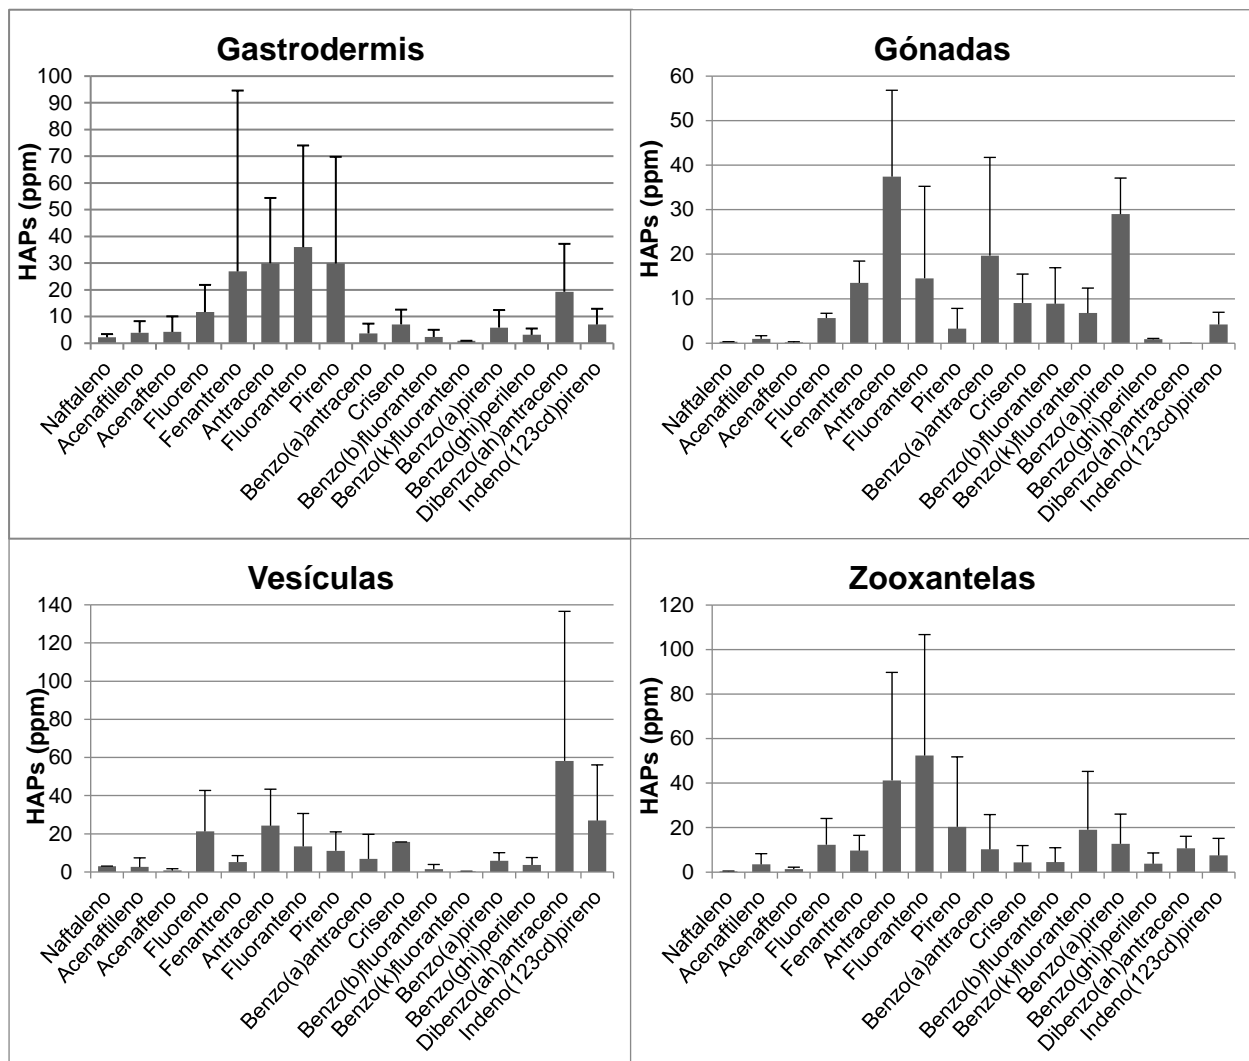 Gastrodermis
HAPs (ppm)
100
90
80
70
60
50
40
30
20
10
0
Naftaleno
Acenaftileno
Acenafteno
Fluoreno
Fenantreno
Antraceno
Fluoranteno
Pireno
Benzo(a)antraceno
Criseno
Benzo(b)fluoranteno
Benzo(k)fluoranteno
Benzo(a)pireno
Benzo(ghi)perileno
Dibenzo(ah)antraceno
Indeno(123cd)pireno
Gónadas
HAPs (ppm)
60
50
40
30
20
10
0
Naftaleno
Acenaftileno
Acenafteno
Fluoreno
Fenantreno
Antraceno
Fluoranteno
Pireno
Benzo(a)antraceno
Criseno
Benzo(b)fluoranteno
Benzo(k)fluoranteno
Benzo(a)pireno
Benzo(ghi)perileno
Dibenzo(ah)antraceno
Indeno(123cd)pireno
Vesículas
HAPs (ppm)
140
120
100
80
60
40
20
0
Naftaleno
Acenaftileno
Acenafteno
Fluoreno
Fenantreno
Antraceno
Fluoranteno
Pireno
Benzo(a)antraceno
Criseno
Benzo(b)fluoranteno
Benzo(k)fluoranteno
Benzo(a)pireno
Benzo(ghi)perileno
Dibenzo(ah)antraceno
Indeno(123cd)pireno
Zooxantelas
HAPs (ppm)
120
100
80
60
40
20
0
Naftaleno
Acenaftileno
Acenafteno
Fluoreno
Fenantreno
Antraceno
Fluoranteno
Pireno
Benzo(a)antraceno
Criseno
Benzo(b)fluoranteno
Benzo(k)fluoranteno
Benzo(a)pireno
Benzo(ghi)perileno
Dibenzo(ah)antraceno
Indeno(123cd)pireno